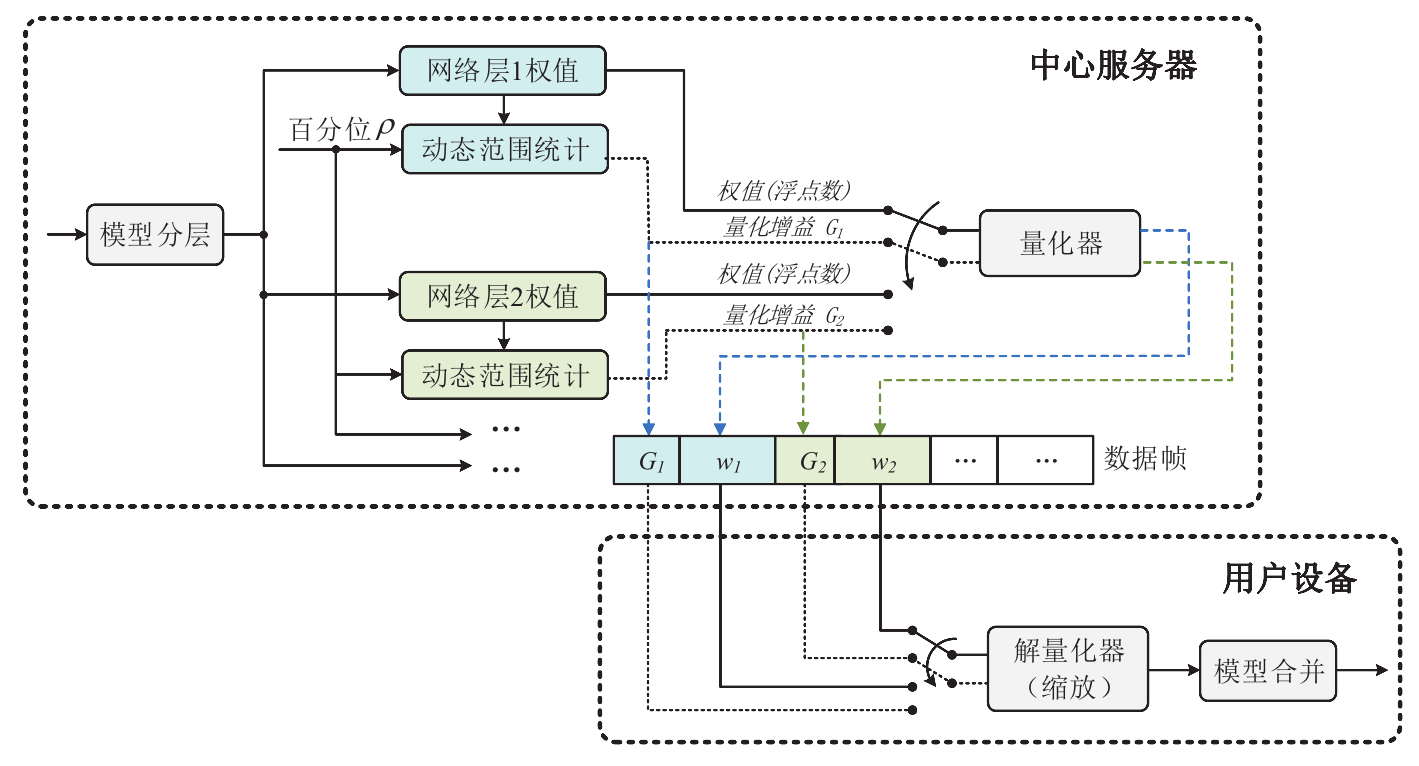 中心服务器
网络层1权值
百分位ρ
动态范围统计
模型分层
权值(浮点数)
量化增益 G1
量化器
网络层2权值
权值(浮点数)
量化增益 G2
动态范围统计
...
...
G1 w1 G2 w2 ... ... 数据帧
用户设备
解量化器
（缩放）
模型合并